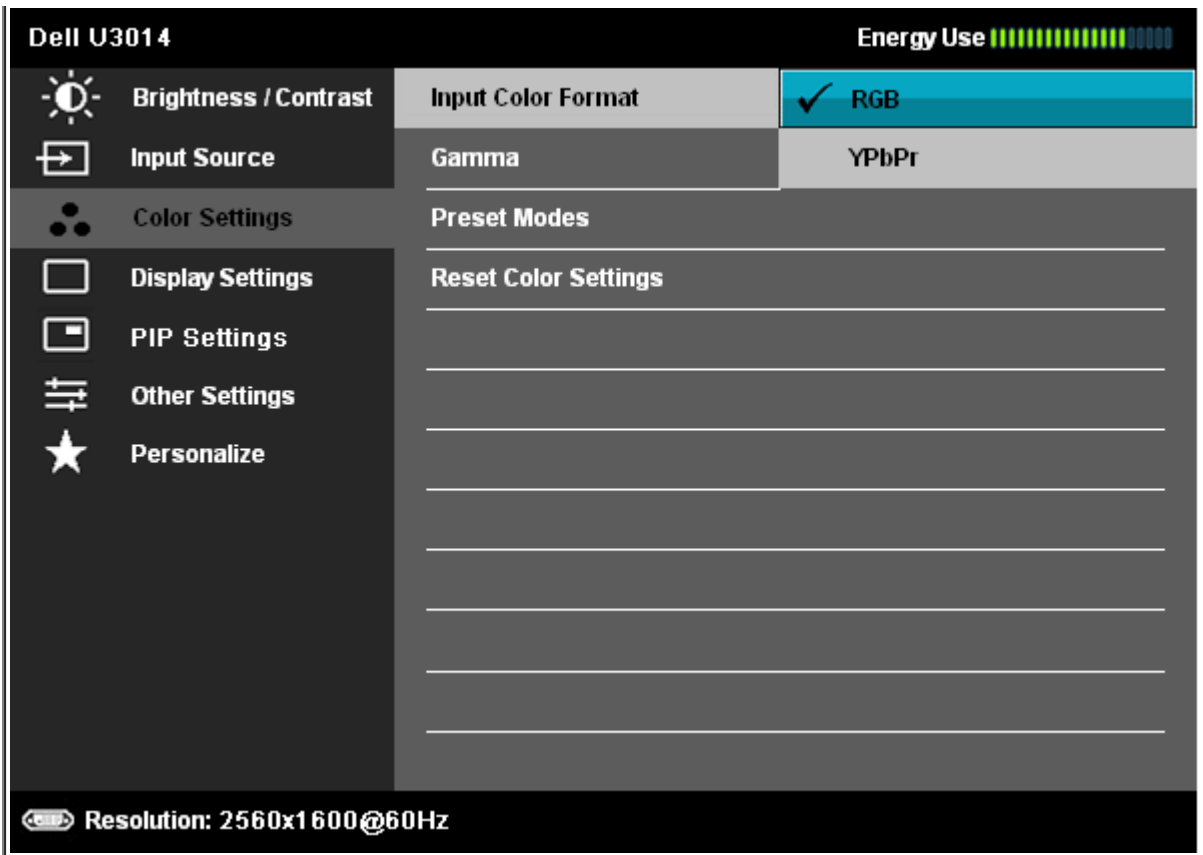 Dell U3014
Energy Use
Brightness / Contrast
Input Source
Color Settings
Display Settings
PIP Settings
Other Settings
Personalize
Input Color Format
Gamma
Preset Modes
Reset Color Settings
RGB
YPbPr
Resolution: 2560x1600@60Hz